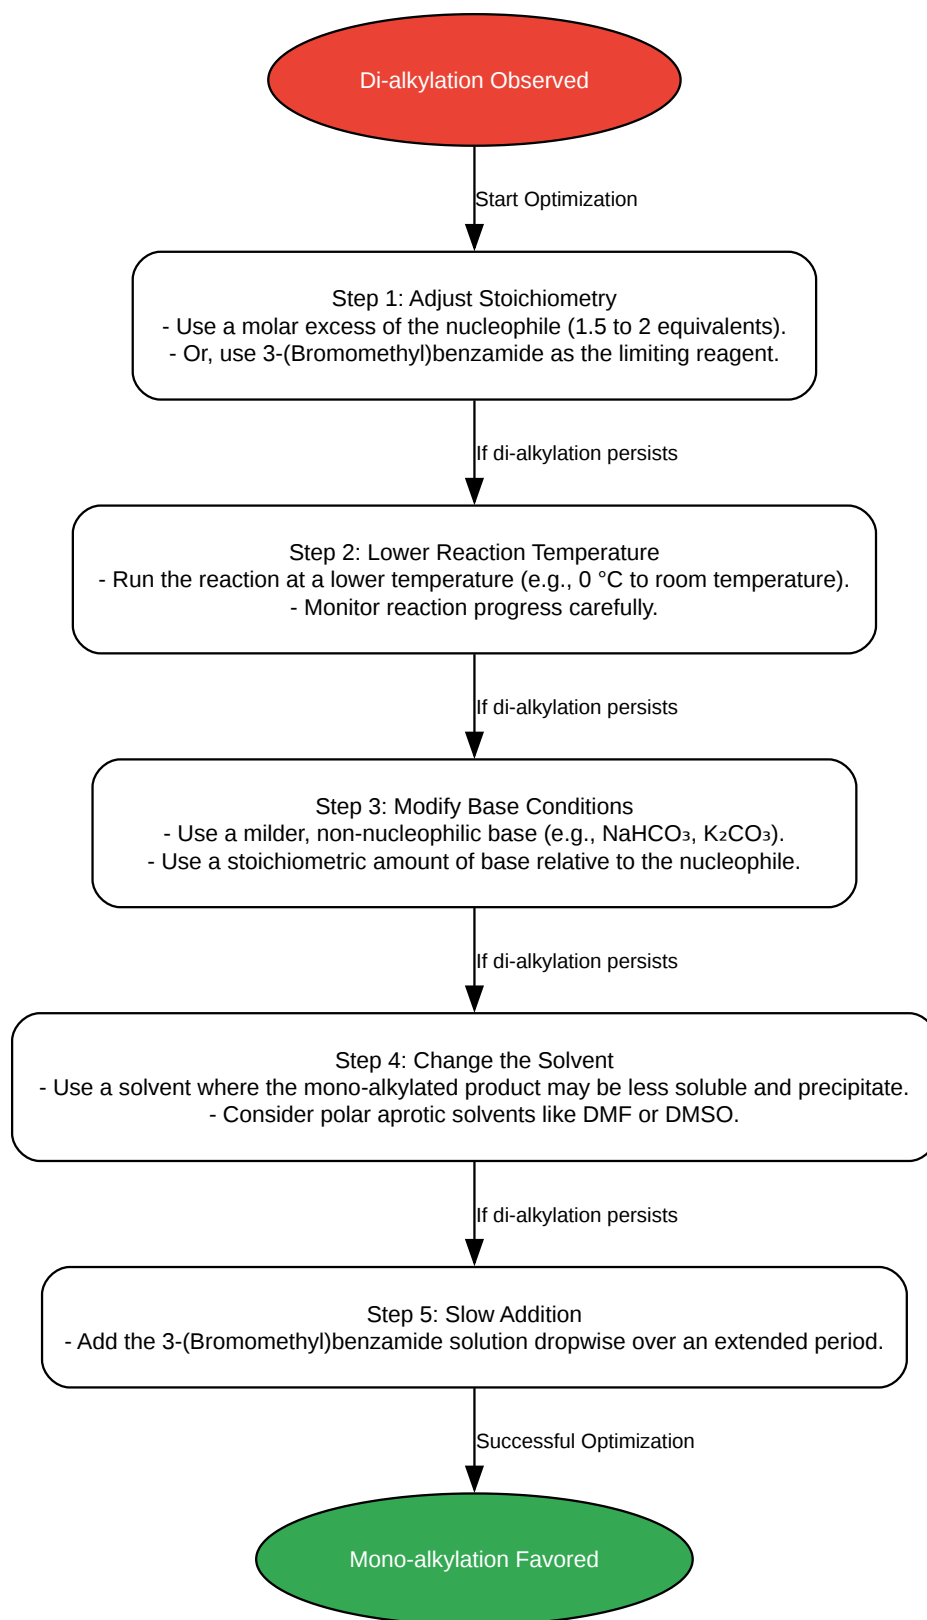 Di-alkylation Observed
Start Optimization
Step 1: Adjust Stoichiometry
- Use a molar excess of the nucleophile (1.5 to 2 equivalents).
- Or, use 3-(Bromomethyl)benzamide as the limiting reagent.
If di-alkylation persists
Step 2: Lower Reaction Temperature
- Run the reaction at a lower temperature (e.g., 0 °C to room temperature).
- Monitor reaction progress carefully.
If di-alkylation persists
Step 3: Modify Base Conditions
- Use a milder, non-nucleophilic base (e.g., NaHCO₃, K₂CO₃).
- Use a stoichiometric amount of base relative to the nucleophile.
If di-alkylation persists
Step 4: Change the Solvent
- Use a solvent where the mono-alkylated product may be less soluble and precipitate.
- Consider polar aprotic solvents like DMF or DMSO.
If di-alkylation persists
Step 5: Slow Addition
- Add the 3-(Bromomethyl)benzamide solution dropwise over an extended period.
Successful Optimization
Mono-alkylation Favored